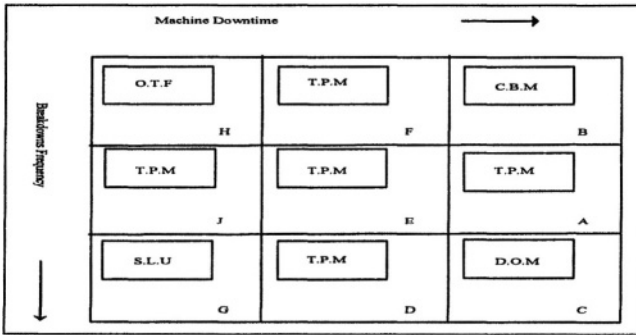 Machine Downtime
Breakdowns Frequency
O.T.F
T.P.M
C.B.M
H
F
B
T.P.M
T.P.M
T.P.M
J
E
A
S.L.U
T.P.M
D.O.M
G
D
C